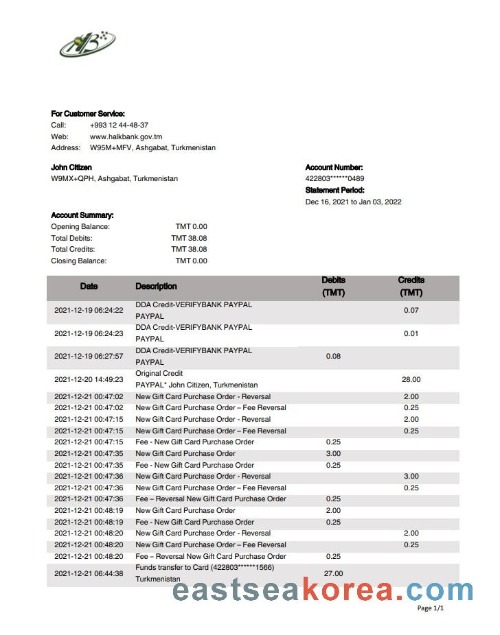 HB
For Customer Service:
Call: +993 12 44-48-37
Web: www.halkbank.gov.tm
Address: W95M+MFV, Ashgabat, Turkmenistan
John Citizen
W9MX+QPH, Ashgabat, Turkmenistan
Account Number:
422803******0489
Statement Period:
Dec 16, 2021 to Jan 03, 2022
Account Summary:
Opening Balance: TMT 0.00
Total Debits: TMT 38.08
Total Credits: TMT 38.08
Closing Balance: TMT 0.00
Date Description Debits (TMT) Credits (TMT)
2021-12-19 06:24:22 DDA Credit-VERIFYBANK PAYPAL 0.07
PAYPAL
2021-12-19 06:24:23 DDA Credit-VERIFYBANK PAYPAL 0.01
PAYPAL
2021-12-19 06:27:57 DDA Credit-VERIFYBANK PAYPAL 0.08
PAYPAL
2021-12-20 14:49:23 Original Credit 28.00
PAYPAL* John Citizen, Turkmenistan
2021-12-21 00:47:02 New Gift Card Purchase Order - Reversal 2.00
2021-12-21 00:47:02 New Gift Card Purchase Order – Fee Reversal 0.25
2021-12-21 00:47:15 New Gift Card Purchase Order - Reversal 2.00
2021-12-21 00:47:15 New Gift Card Purchase Order – Fee Reversal 0.25
2021-12-21 00:47:15 Fee - New Gift Card Purchase Order 0.25
2021-12-21 00:47:35 New Gift Card Purchase Order 3.00
2021-12-21 00:47:35 Fee - New Gift Card Purchase Order 0.25
2021-12-21 00:47:36 New Gift Card Purchase Order - Reversal 3.00
2021-12-21 00:47:36 New Gift Card Purchase Order – Fee Reversal 0.25
2021-12-21 00:47:36 Fee – Reversal New Gift Card Purchase Order 0.25
2021-12-21 00:48:19 New Gift Card Purchase Order 2.00
2021-12-21 00:48:19 Fee - New Gift Card Purchase Order 0.25
2021-12-21 00:48:20 New Gift Card Purchase Order - Reversal 2.00
2021-12-21 00:48:20 New Gift Card Purchase Order – Fee Reversal 0.25
2021-12-21 00:48:20 Fee – Reversal New Gift Card Purchase Order 0.25
2021-12-21 06:44:38 Funds transfer to Card (422803******1566) 27.00
Turkmenistan
eastseakorea.com
Page 1/1